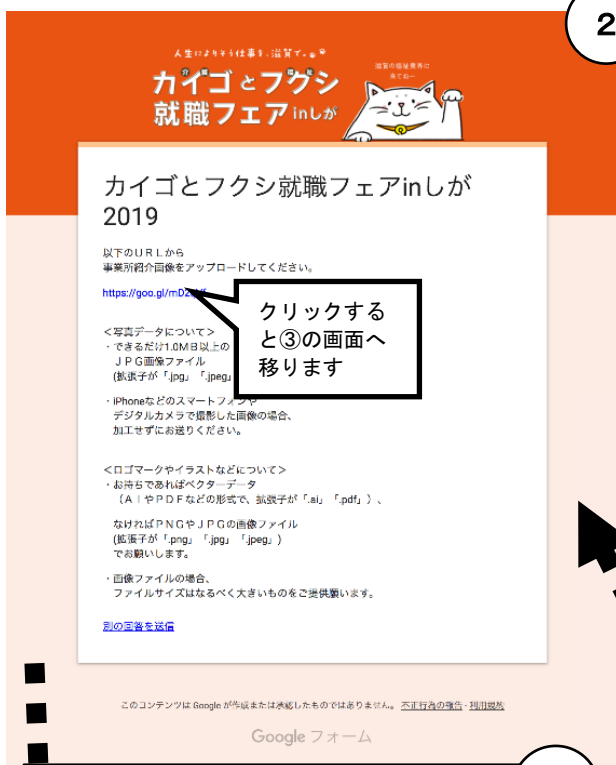 2
人生によりそう仕事を、滋賀で。
介護 福祉
カイゴとフクシ
就職フェアinしが
滋賀の福祉業界に
来てねー
カイゴとフクシ就職フェアinしが
2019
以下のURLから
事業所紹介画像をアップロードしてください。
https://goo.gl/mD2
クリックする
と③の画面へ
移ります
＜写真データについて＞
・できるだけ1.0MB以上の
JPG画像ファイル
(拡張子が「.jpg」「.jpeg」
・iPhoneなどのスマートフォンや
デジタルカメラで撮影した画像の場合、
加工せずにお送りください。
＜ロゴマークやイラストなどについて＞
・お持ちであればベクターデータ
（AIやPDFなどの形式で、拡張子が「.ai」「.pdf」）、
なければPNGやJPGの画像ファイル
(拡張子が「.png」「.jpg」「.jpeg」)
でお願いします。
・画像ファイルの場合、
ファイルサイズはなるべく大きいものをご提供願います。
別の回答を送信
このコンテンツは Google が作成または承認したものではありません。 不正行為の報告 - 利用規約
Google フォーム